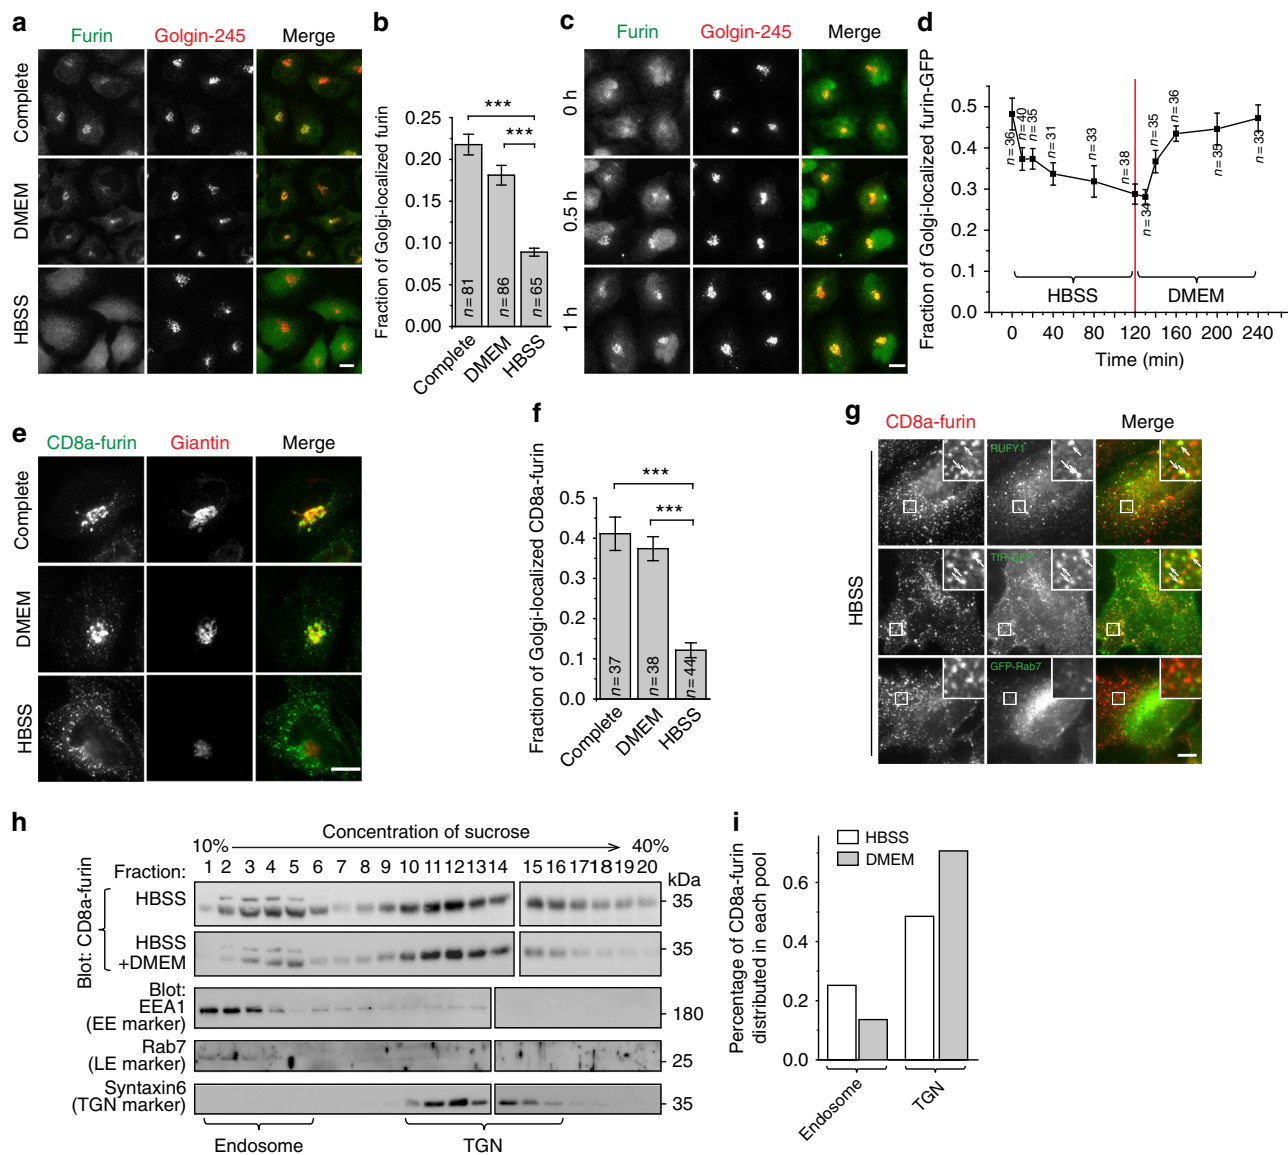 a
Furin
Golgin-245
Merge
Complete
DMEM
HBSS
b
Fraction of Golgi-localized furin
0.25
0.20
0.15
0.10
0.05
0.00
***
***
n=81
n=86
n=65
Complete
DMEM
HBSS
c
Furin
Golgin-245
Merge
0 h
0.5 h
1 h
d
Fraction of Golgi-localized furin-GFP
0.5
0.4
0.3
0.2
0.1
0.0
n=36
n=40
n=35
n=31
n=33
n=38
n=34
n=35
n=36
n=35
n=33
HBSS
DMEM
0 40 80 120 160 200 240
Time (min)
e
CD8a-furin
Giantin
Merge
Complete
DMEM
HBSS
f
Fraction of Golgi-localized CD8a-furin
0.5
0.4
0.3
0.2
0.1
0.0
***
***
n=37
n=38
n=44
Complete
DMEM
HBSS
g
CD8a-furin
Merge
HBSS
RUFY1
TfR-GFP
GFP-Rab7
h
Concentration of sucrose
10%
40%
Fraction: 1 2 3 4 5 6 7 8 9 10 11 12 13 14 15 16 17 18 19 20
kDa
Blot: CD8a-furin
HBSS
35
HBSS
+DMEM
35
Blot:
EEA1
(EE marker)
180
Rab7
(LE marker)
25
Syntaxin6
(TGN marker)
35
Endosome
TGN
i
Percentage of CD8a-furin
distributed in each pool
HBSS
DMEM
0.6
0.4
0.2
0.0
Endosome
TGN